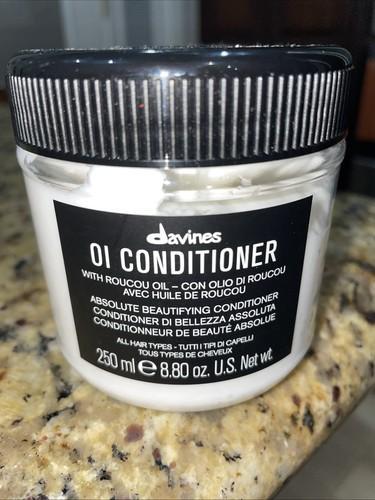 davines
OI CONDITIONER
WITH ROUCOU OIL – CON OLIO DI ROUCOU
AVEC HUILE DE ROUCOU
ABSOLUTE BEAUTIFYING CONDITIONER
CONDITIONER DI BELLEZZA ASSOLUTA
CONDITIONNEUR DE BEAUTÉ ABSOLUE
ALL HAIR TYPES - TUTTI I TIPI DI CAPELLI
TOUS TYPES DE CHEVEUX
250 ml ℮ 8.80 oz. U.S. Net wt.